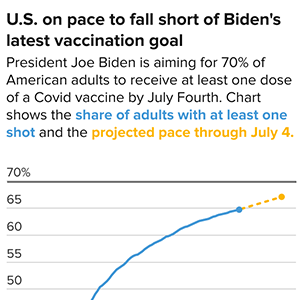 U.S. on pace to fall short of Biden's
latest vaccination goal
President Joe Biden is aiming for 70% of
American adults to receive at least one dose
of a Covid vaccine by July Fourth. Chart
shows the share of adults with at least one
shot and the projected pace through July 4.
70%
65
60
55
50